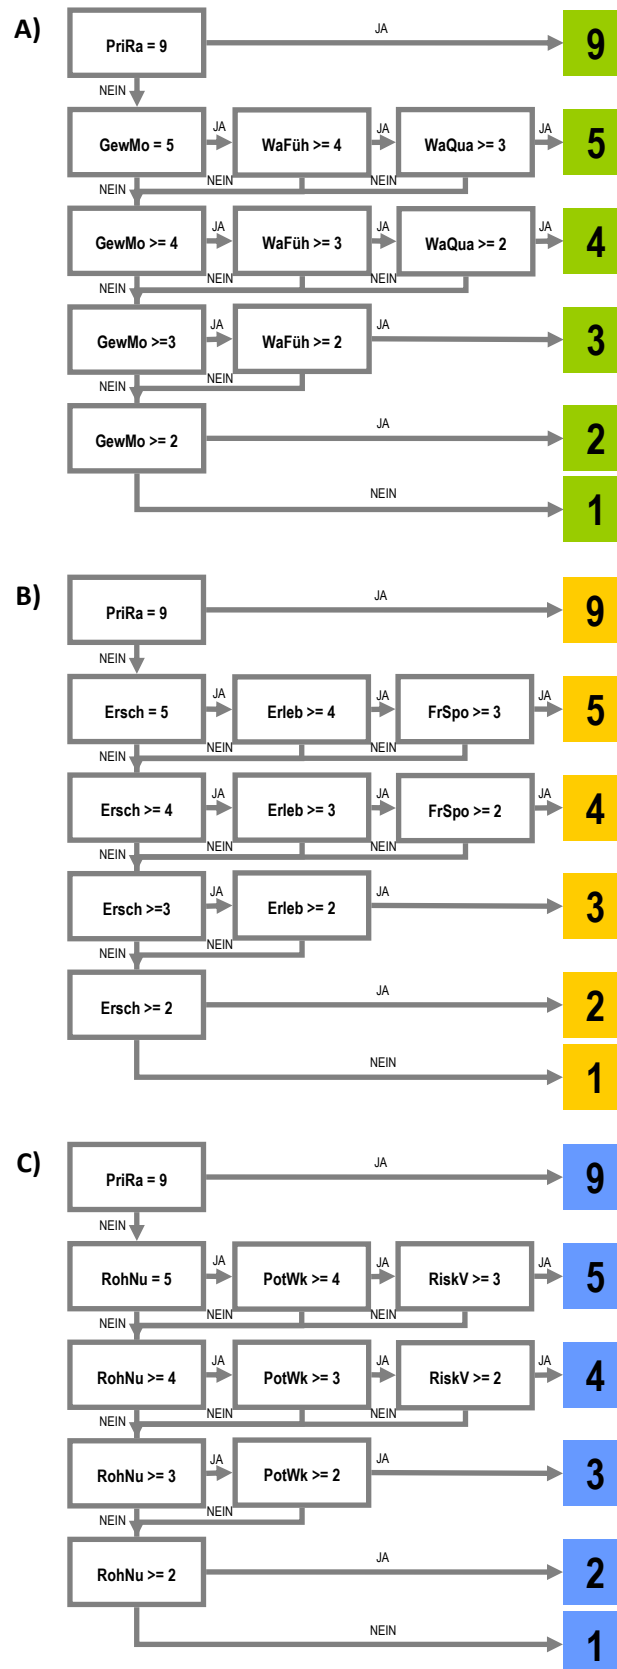 A)
PriRa = 9
JA
9
NEIN
GewMo = 5
JA
WaFüh >= 4
JA
WaQua >= 3
JA
5
NEIN
NEIN
NEIN
GewMo >= 4
JA
WaFüh >= 3
JA
WaQua >= 2
JA
4
NEIN
NEIN
NEIN
GewMo >=3
JA
WaFüh >= 2
JA
3
NEIN
NEIN
GewMo >= 2
JA
2
NEIN
1
B)
PriRa = 9
JA
9
NEIN
Ersch = 5
JA
Erleb >= 4
JA
FrSpo >= 3
JA
5
NEIN
NEIN
NEIN
Ersch >= 4
JA
Erleb >= 3
JA
FrSpo >= 2
JA
4
NEIN
NEIN
NEIN
Ersch >=3
JA
Erleb >= 2
JA
3
NEIN
NEIN
Ersch >= 2
JA
2
NEIN
1
C)
PriRa = 9
JA
9
NEIN
RohNu = 5
JA
PotWk >= 4
JA
RiskV >= 3
JA
5
NEIN
NEIN
NEIN
RohNu >= 4
JA
PotWk >= 3
JA
RiskV >= 2
JA
4
NEIN
NEIN
NEIN
RohNu >= 3
JA
PotWk >= 2
JA
3
NEIN
NEIN
RohNu >= 2
JA
2
NEIN
1